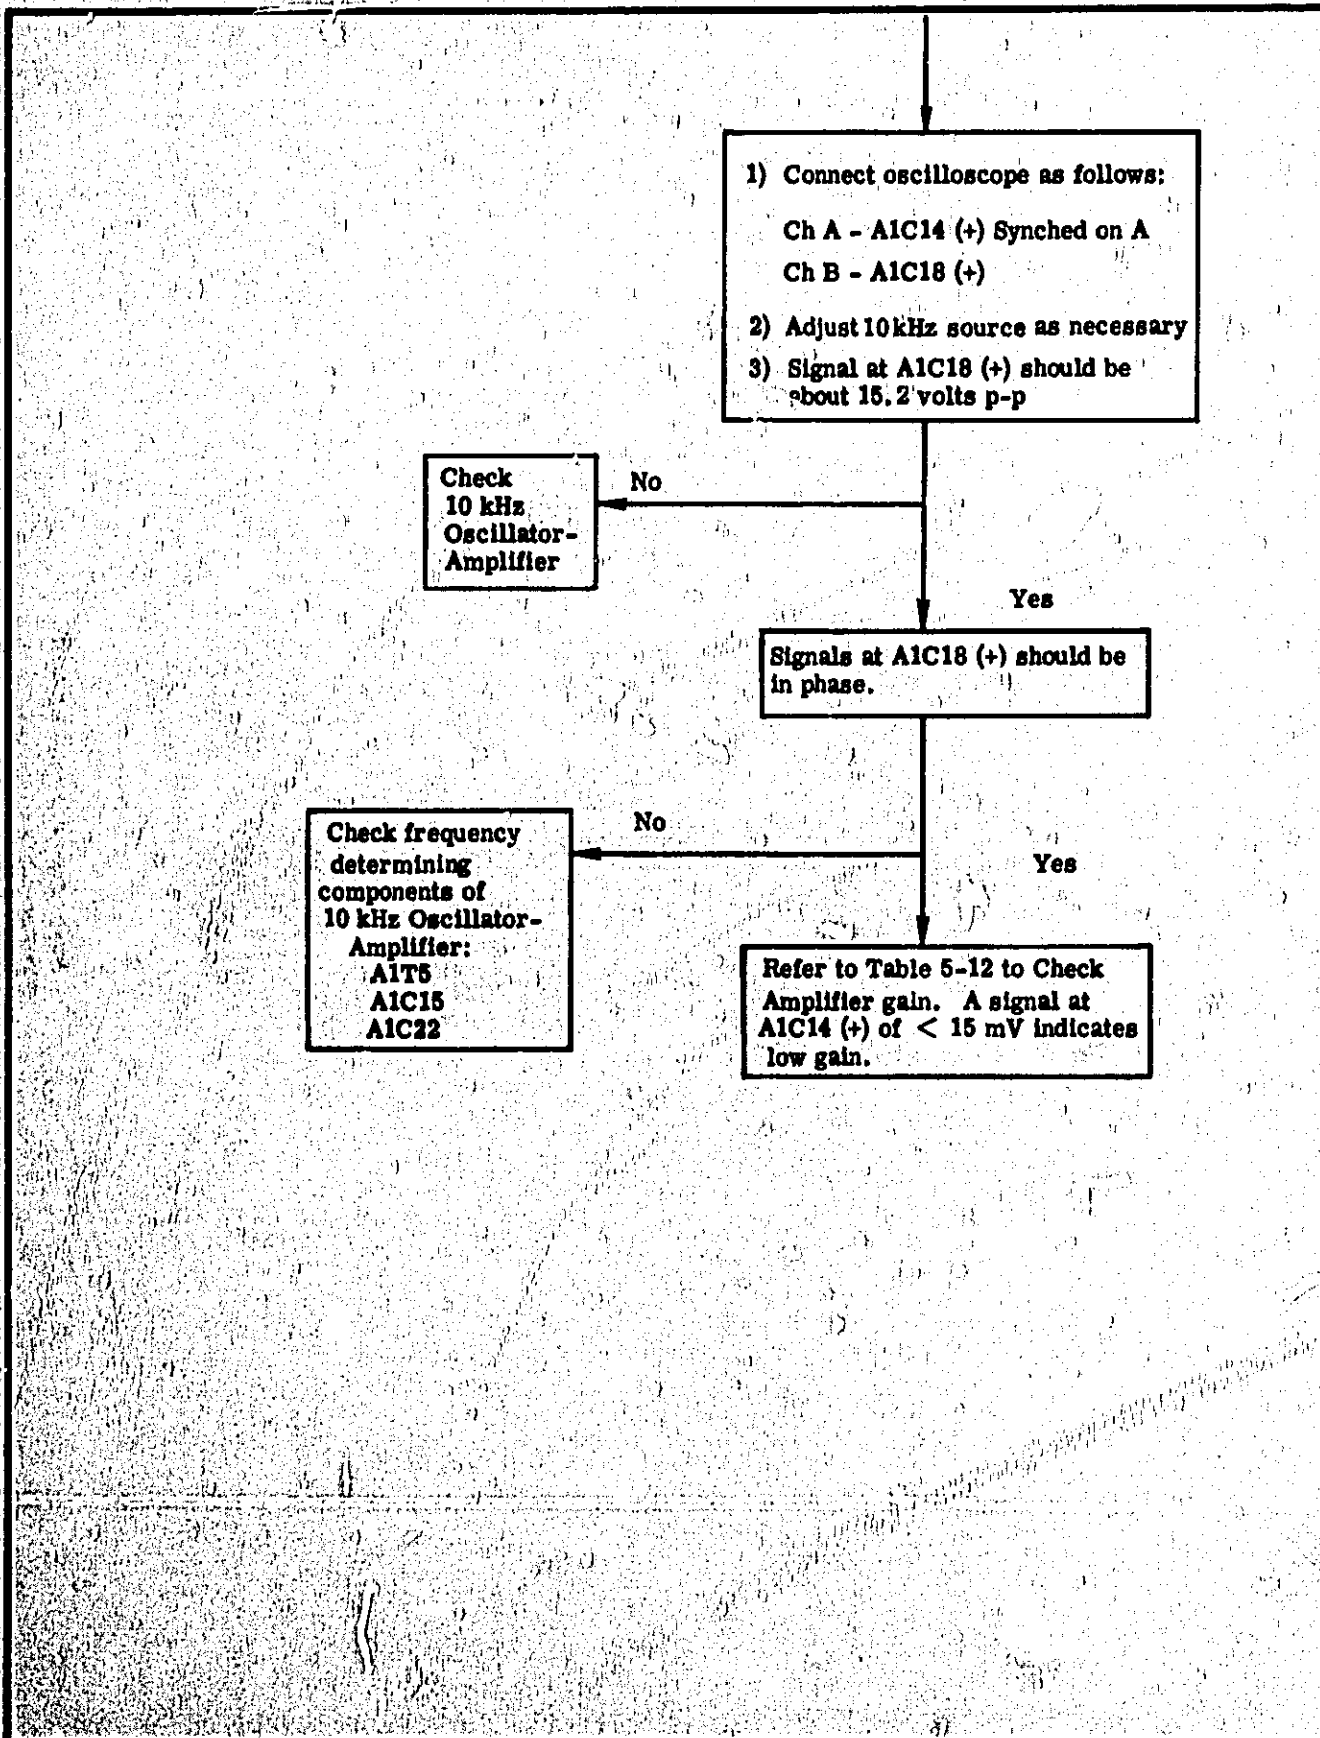 1) Connect oscilloscope as follows:
Ch A - A1C14 (+) Synched on A
Ch B - A1C18 (+)
2) Adjust 10 kHz source as necessary
3) Signal at A1C18 (+) should be
about 15.2 volts p-p
No
Check
10 kHz
Oscillator-
Amplifier
Yes
Signals at A1C18 (+) should be
in phase.
No
Check frequency
determining
components of
10 kHz Oscillator-
Amplifier:
A1T5
A1C15
A1C22
Yes
Refer to Table 5-12 to Check
Amplifier gain. A signal at
A1C14 (+) of < 15 mV indicates
low gain.